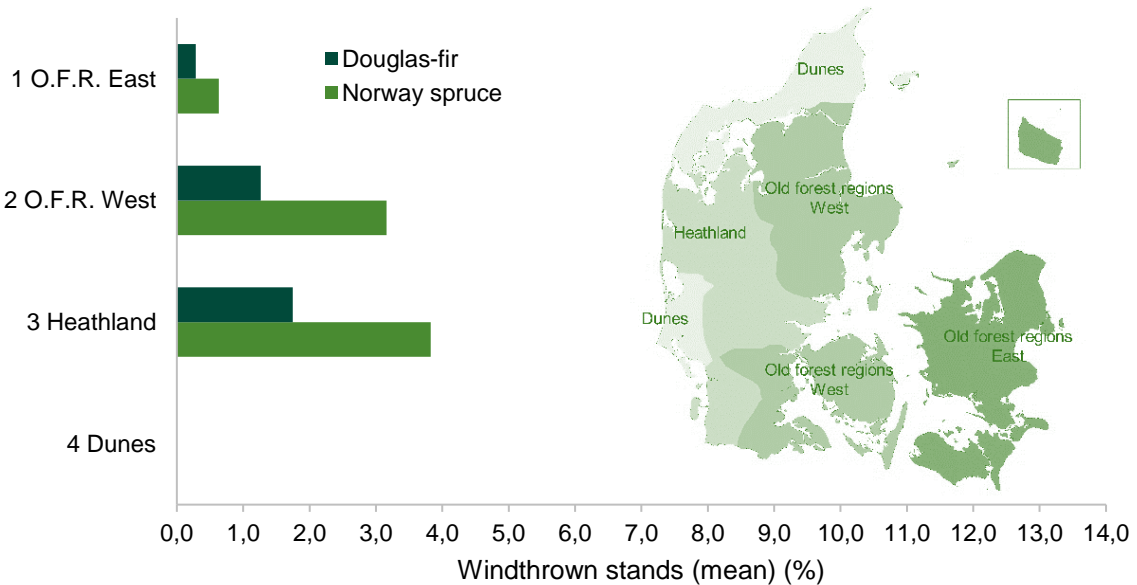 1 O.F.R. East
2 O.F.R. West
3 Heathland
4 Dunes
Douglas-fir
Norway spruce
Dunes
Old forest regions
West
Heathland
Dunes
Old forest regions
East
Old forest regions
West
0,0 1,0 2,0 3,0 4,0 5,0 6,0 7,0 8,0 9,0 10,0 11,0 12,0 13,0 14,0
Windthrown stands (mean) (%)